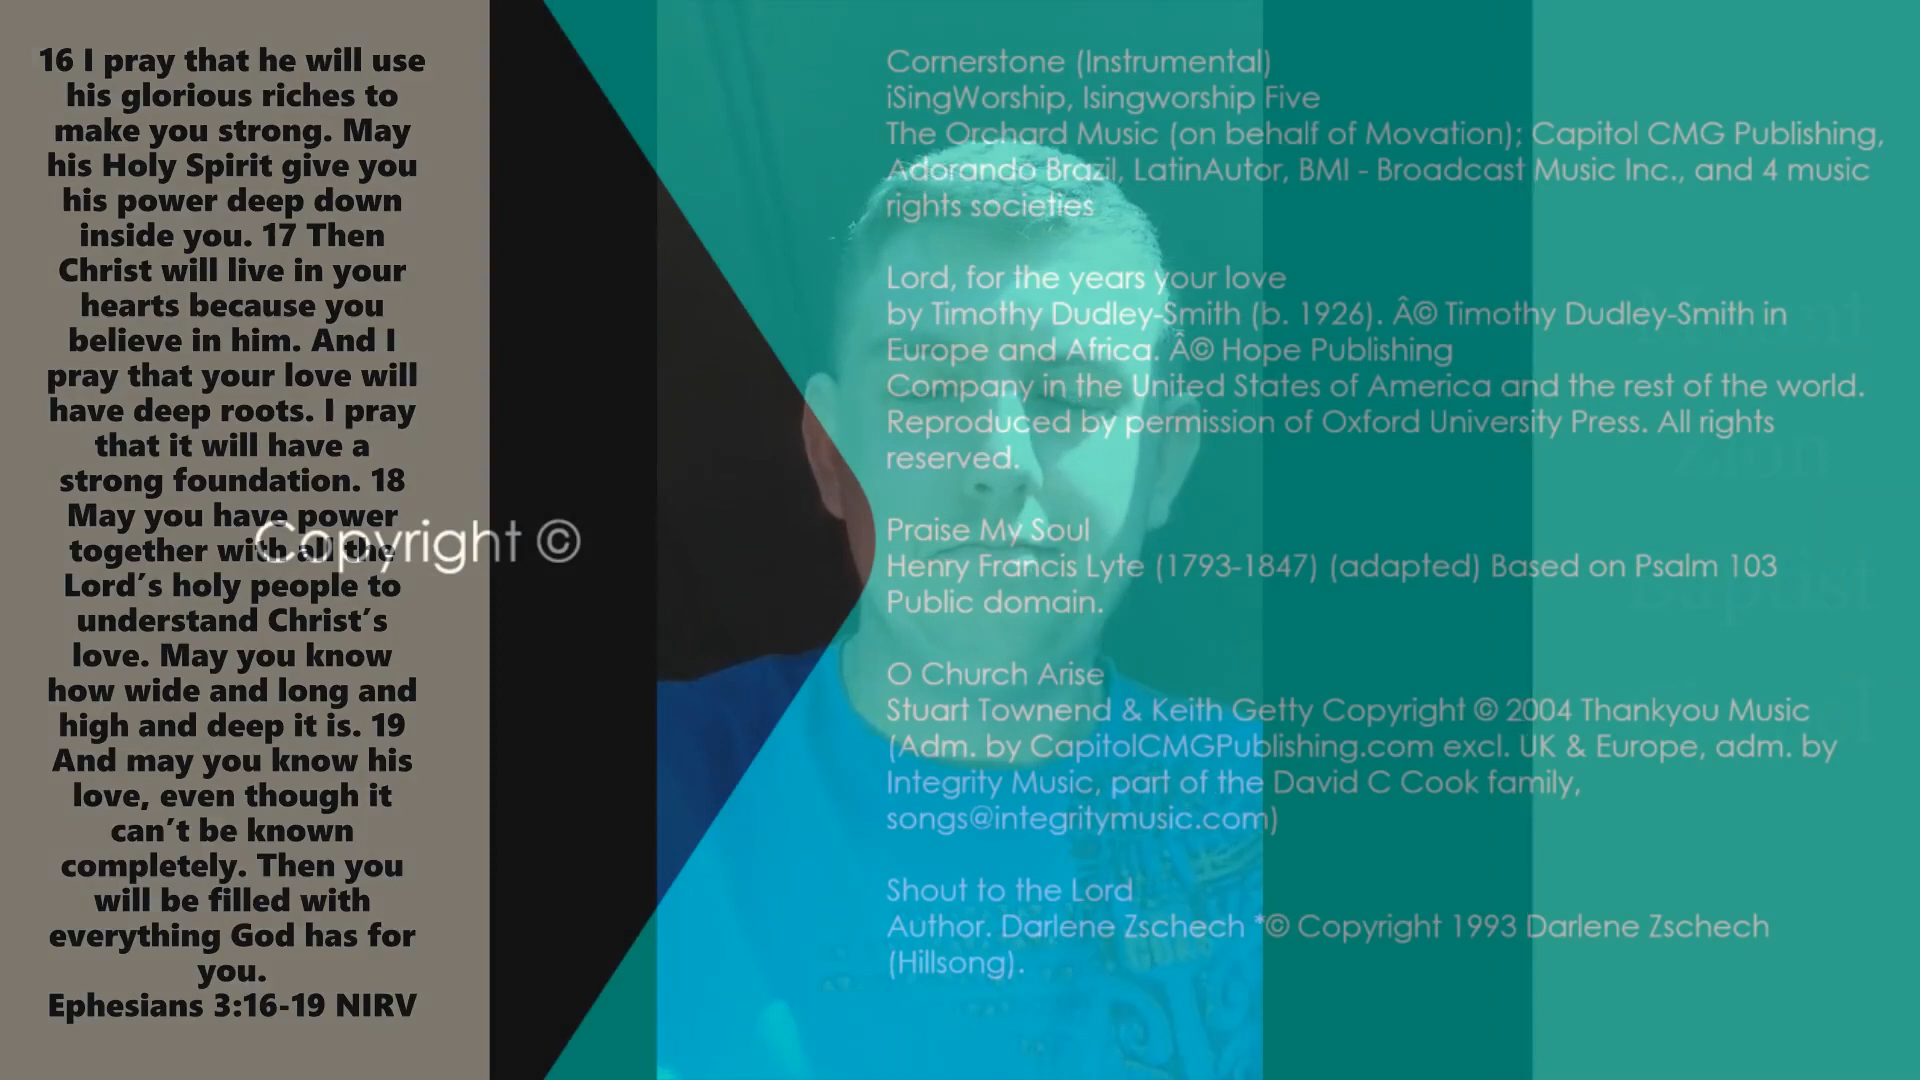 16 I pray that he will use
his glorious riches to
make you strong. May
his Holy Spirit give you
his power deep down
inside you. 17 Then
Christ will live in your
hearts because you
believe in him. And I
pray that your love will
have deep roots. I pray
that it will have a
strong foundation. 18
May you have power
together with all the
Lord’s holy people to
understand Christ’s
love. May you know
how wide and long and
high and deep it is. 19
And may you know his
love, even though it
can’t be known
completely. Then you
will be filled with
everything God has for
you.
Ephesians 3:16-19 NIRV
Copyright ©
Cornerstone (Instrumental)
iSingWorship, Isingworship Five
The Orchard Music (on behalf of Movation); Capitol CMG Publishing,
Adorando Brazil, LatinAutor, BMI - Broadcast Music Inc., and 4 music
rights societies
Lord, for the years your love
by Timothy Dudley-Smith (b. 1926). Â© Timothy Dudley-Smith in
Europe and Africa. Â© Hope Publishing
Company in the United States of America and the rest of the world.
Reproduced by permission of Oxford University Press. All rights
reserved.
Praise My Soul
Henry Francis Lyte (1793-1847) (adapted) Based on Psalm 103
Public domain.
O Church Arise
Stuart Townend & Keith Getty Copyright © 2004 Thankyou Music
(Adm. by CapitolCMGPublishing.com excl. UK & Europe, adm. by
Integrity Music, part of the David C Cook family,
songs@integritymusic.com)
Shout to the Lord
Author. Darlene Zschech *© Copyright 1993 Darlene Zschech
(Hillsong).
Zion
Baptist